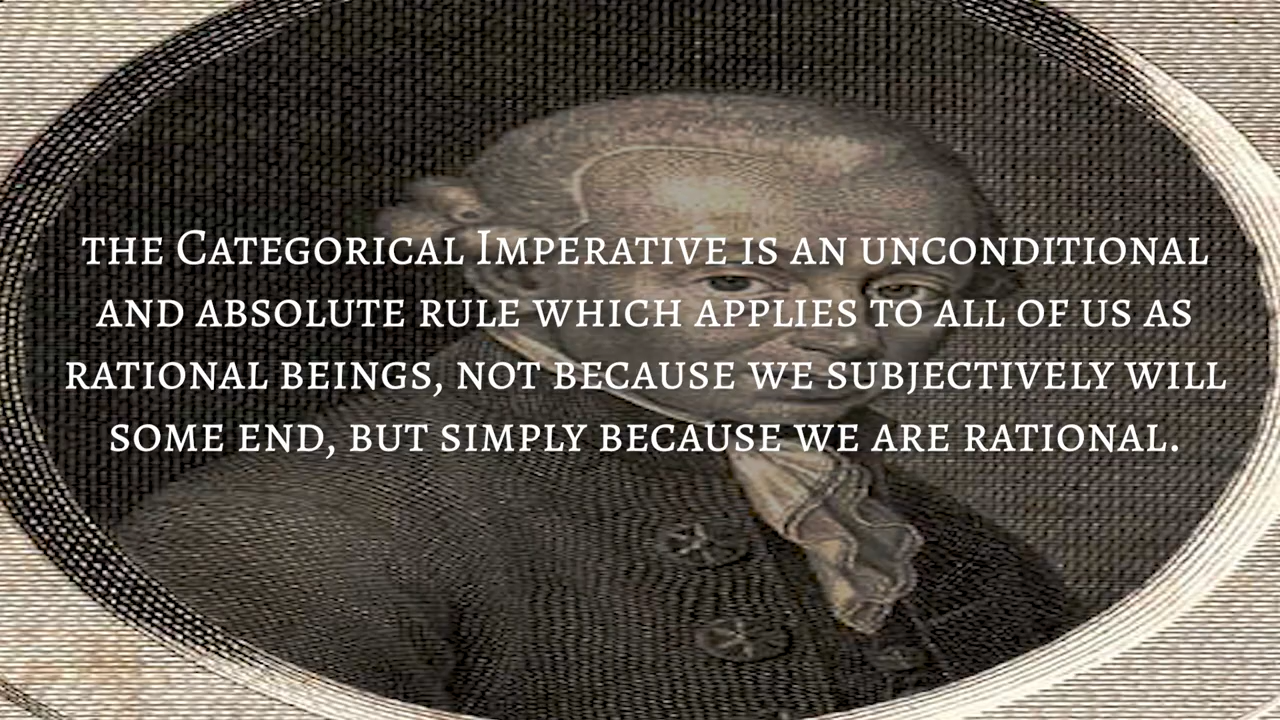 the Categorical Imperative is an unconditional
and absolute rule which applies to all of us as
rational beings, not because we subjectively will
some end, but simply because we are rational.